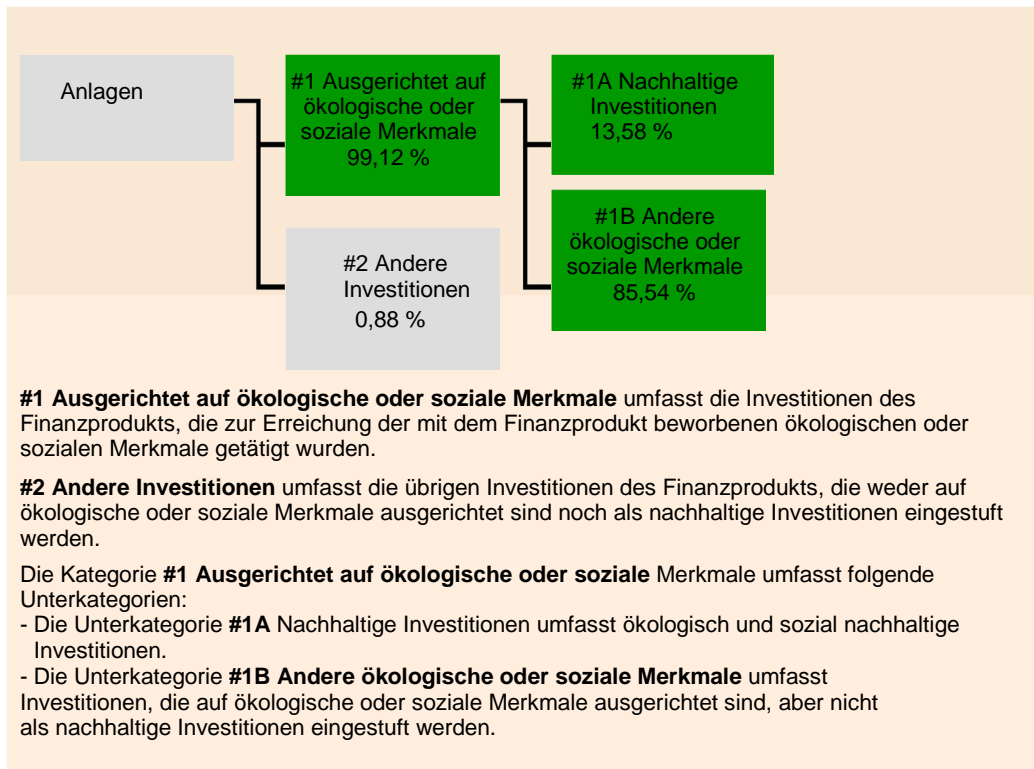 Anlagen
#1 Ausgerichtet auf
ökologische oder
soziale Merkmale
99,12 %
#2 Andere
Investitionen
0,88 %
#1A Nachhaltige
Investitionen
13,58 %
#1B Andere
ökologische oder
soziale Merkmale
85,54 %
#1 Ausgerichtet auf ökologische oder soziale Merkmale umfasst die Investitionen des
Finanzprodukts, die zur Erreichung der mit dem Finanzprodukt beworbenen ökologischen oder
sozialen Merkmale getätigt wurden.
#2 Andere Investitionen umfasst die übrigen Investitionen des Finanzprodukts, die weder auf
ökologische oder soziale Merkmale ausgerichtet sind noch als nachhaltige Investitionen eingestuft
werden.
Die Kategorie #1 Ausgerichtet auf ökologische oder soziale Merkmale umfasst folgende
Unterkategorien:
- Die Unterkategorie #1A Nachhaltige Investitionen umfasst ökologisch und sozial nachhaltige
Investitionen.
- Die Unterkategorie #1B Andere ökologische oder soziale Merkmale umfasst
Investitionen, die auf ökologische oder soziale Merkmale ausgerichtet sind, aber nicht
als nachhaltige Investitionen eingestuft werden.